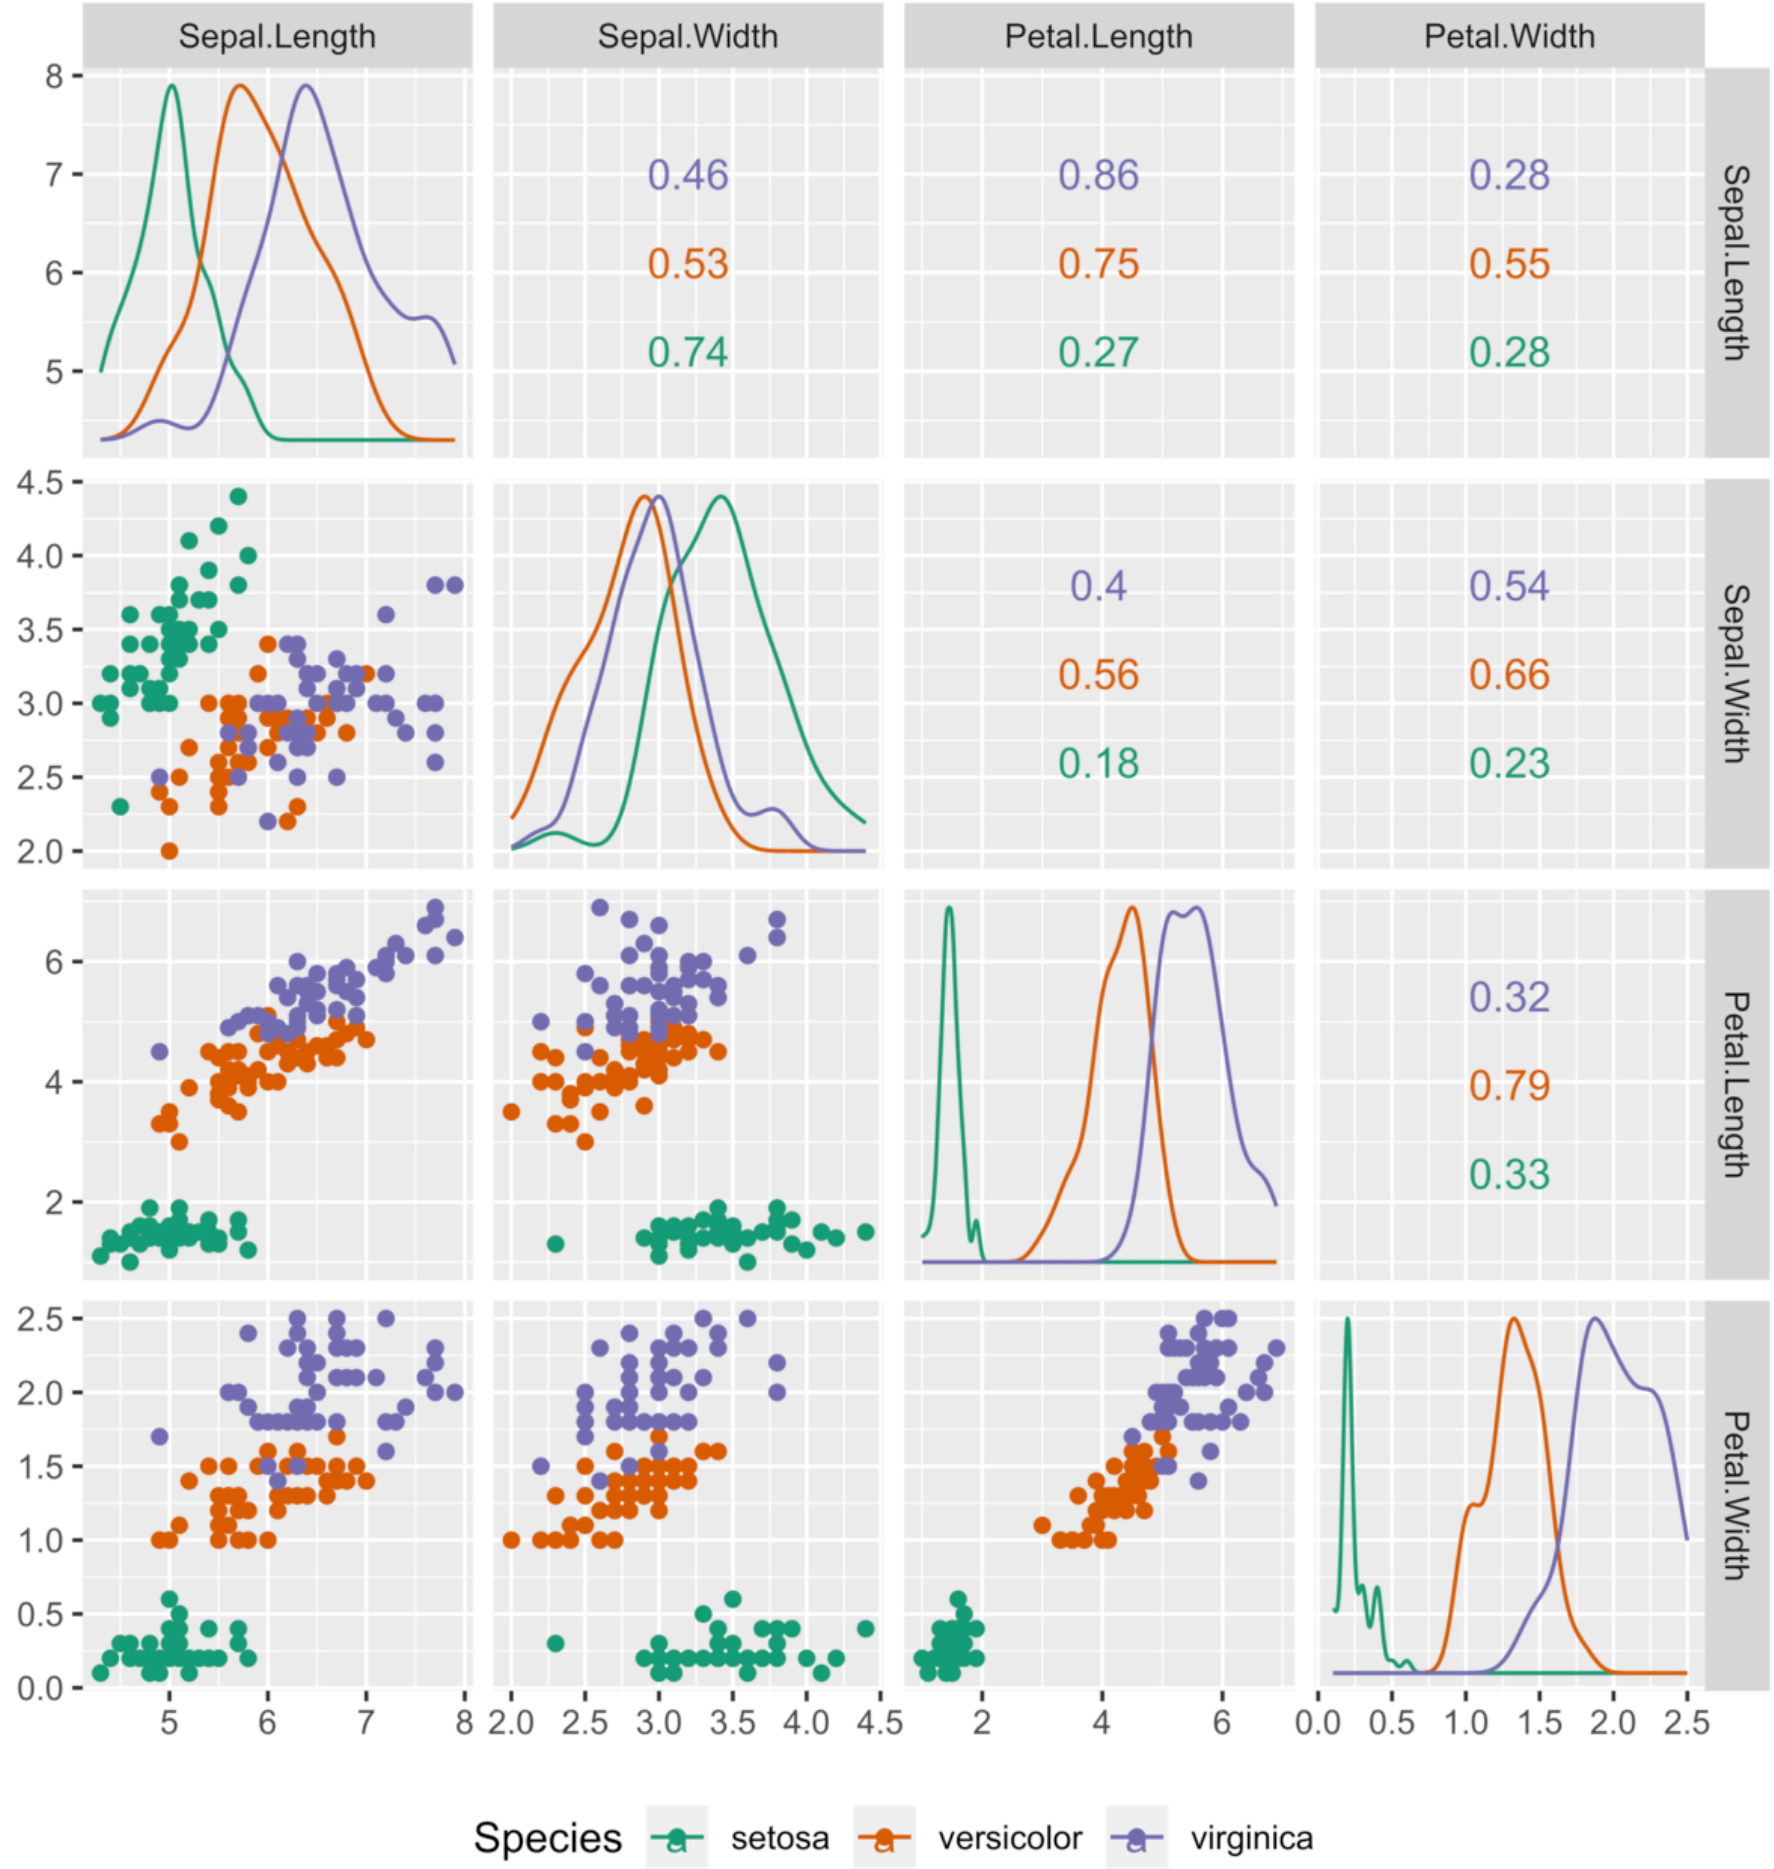 Sepal.Length Sepal.Width Petal.Length Petal.Width
8
7 0.46 0.86 0.28
6 0.53 0.75 0.55
5 0.74 0.27 0.28
Sepal.Length
4.5
4.0 0.4 0.54
3.5
3.0 0.56 0.66
2.5 0.18 0.23
2.0
Sepal.Width
6 0.32
4 0.79
2 0.33
Petal.Length
2.5
2.0
1.5
1.0
0.5
0.0
Petal.Width
5 6 7 8 2.0 2.5 3.0 3.5 4.0 4.5 2 4 6 0.0 0.5 1.0 1.5 2.0 2.5
Species a setosa a versicolor a virginica